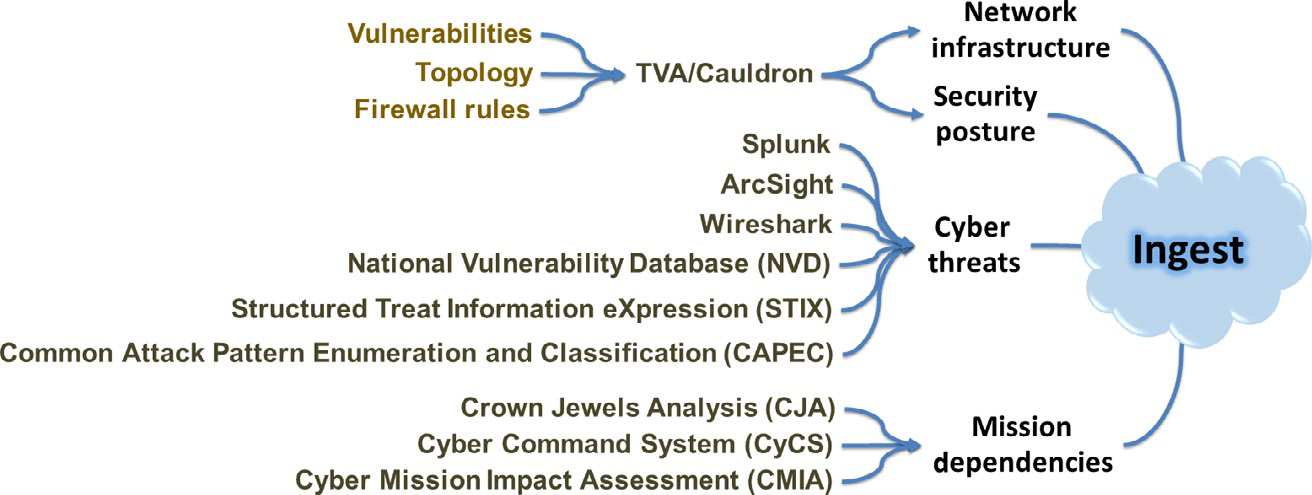 Vulnerabilities
Topology
Firewall rules
TVA/Cauldron
Network
infrastructure
Security
posture
Splunk
ArcSight
Wireshark
National Vulnerability Database (NVD)
Structured Treat Information eXpression (STIX)
Common Attack Pattern Enumeration and Classification (CAPEC)
Cyber
threats
Crown Jewels Analysis (CJA)
Cyber Command System (CyCS)
Cyber Mission Impact Assessment (CMIA)
Mission
dependencies
Ingest